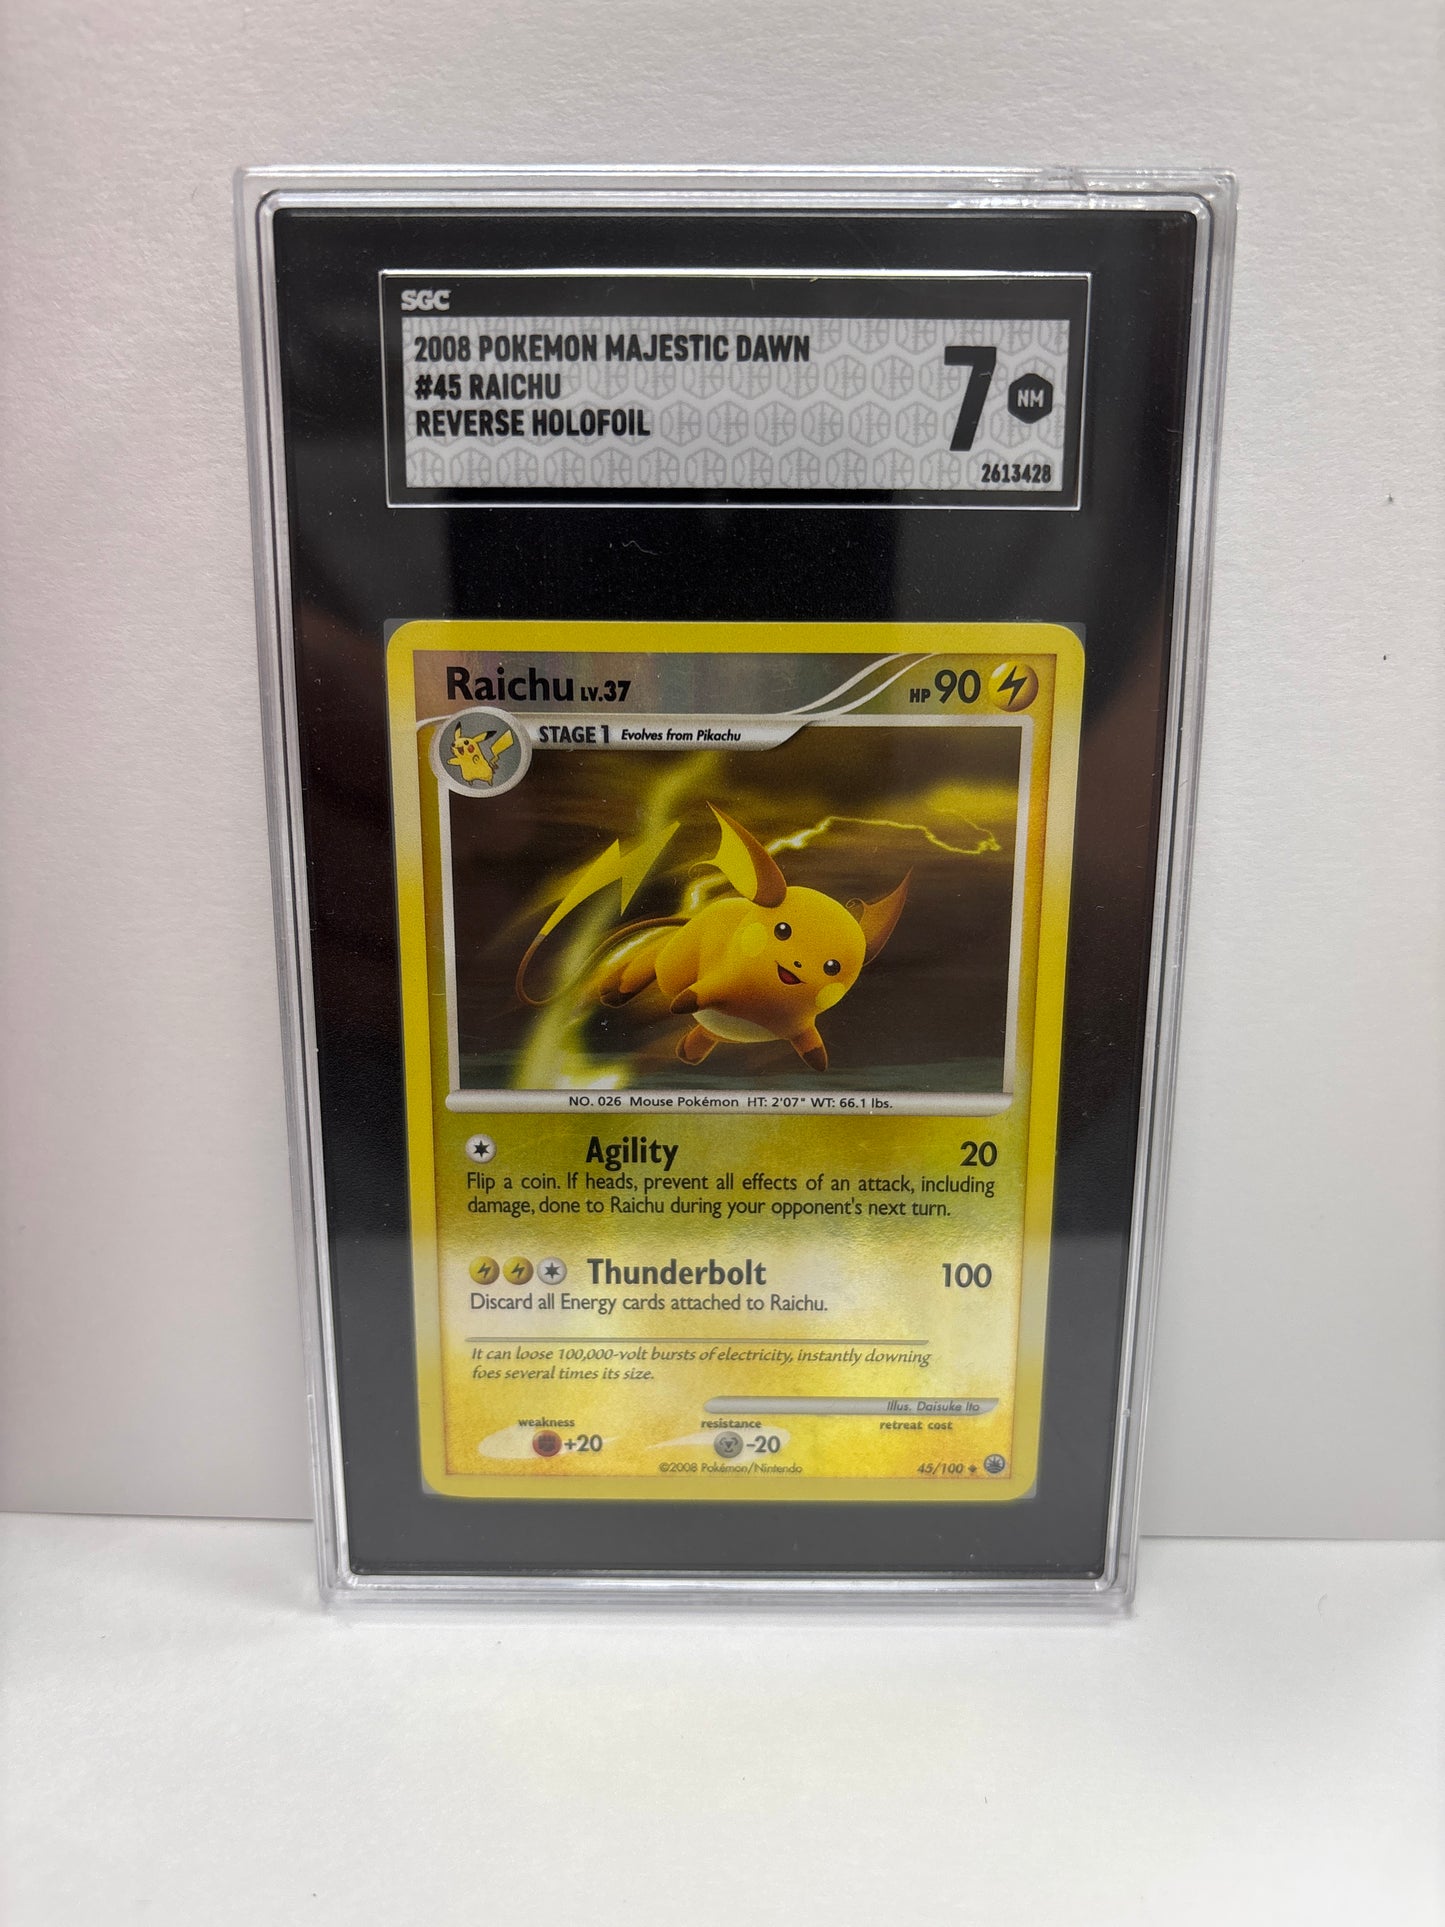 SGC
2008 POKEMON MAJESTIC DAWN
#45 RAICHU
REVERSE HOLOFOIL
7 NM
2613428
Raichu LV.37 HP 90
STAGE 1 Evolves from Pikachu
NO. 026 Mouse Pokémon HT: 2'07" WT: 66.1 lbs.
Agility 20
Flip a coin. If heads, prevent all effects of an attack, including
damage, done to Raichu during your opponent's next turn.
Thunderbolt 100
Discard all Energy cards attached to Raichu.
It can loose 100,000-volt bursts of electricity, instantly downing
foes several times its size.
Illus. Daisuke Ito
weakness resistance retreat cost
+20 -20
©2008 Pokémon/Nintendo 45/100